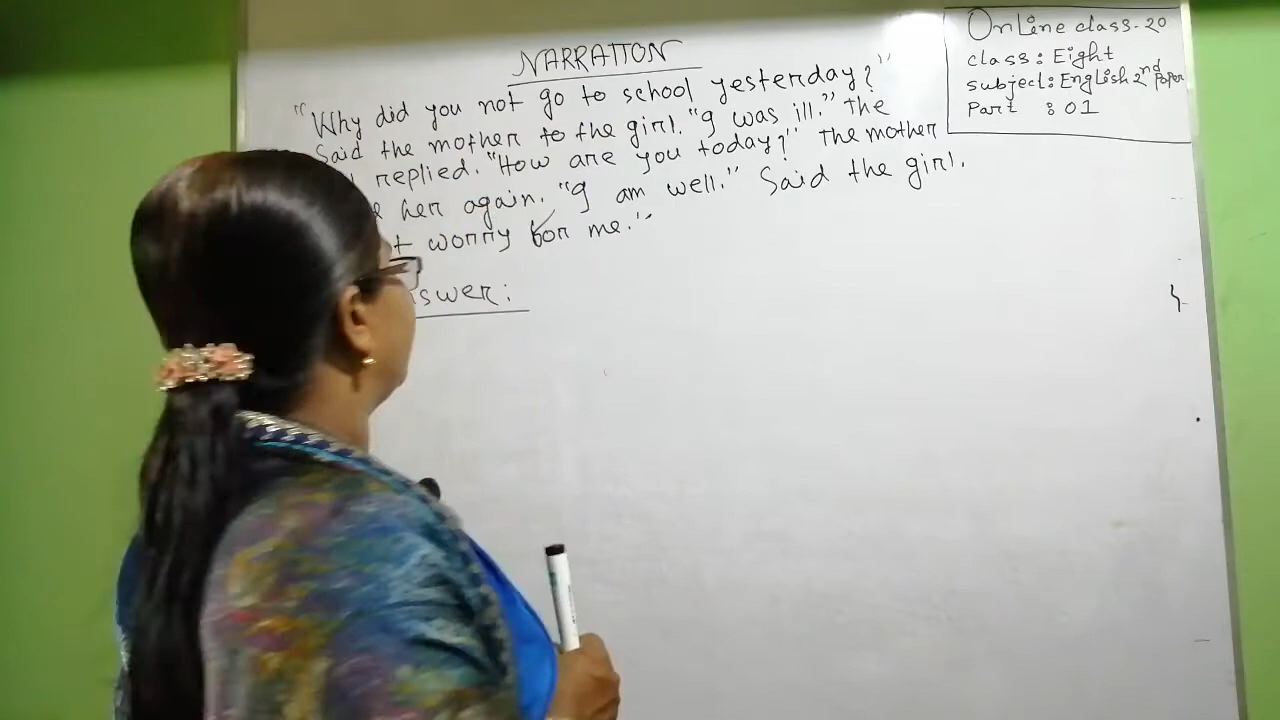 NARRATION
"Why did you not go to school yesterday?"
Said the mother to the girl. "I was ill." The
replied. "How are you today?" The mother
her again. "I am well." Said the girl.
worry for me."
swer:
OnLine class-20
class: Eight
subject: English 2nd Paper
Part : 01